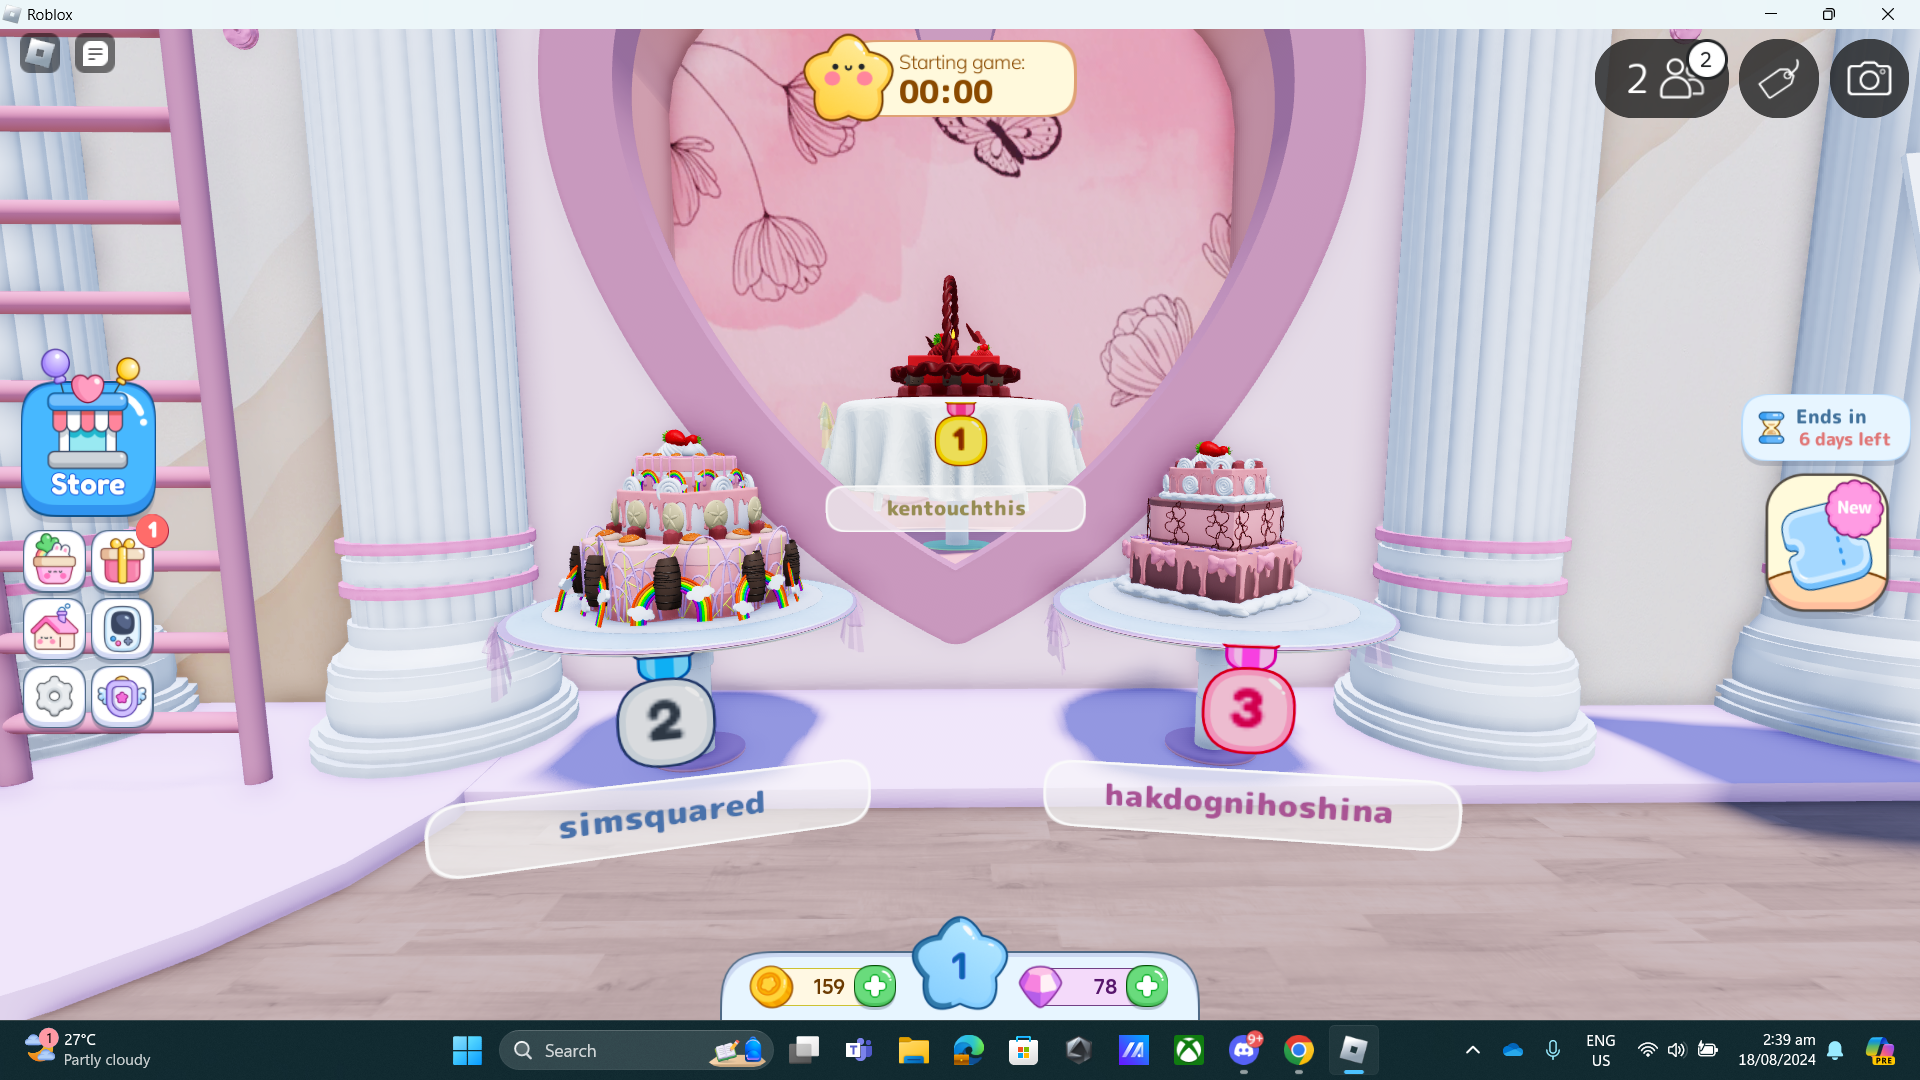 Roblox
Starting game:
00:00
2
2
1
Ends in
6 days left
New
Store
1
kentouchthis
2
3
simsquared
hakdognihoshina
1
159
78
1
27°C
Partly cloudy
Search
9+
ENG
US
2:39 am
18/08/2024
PRE